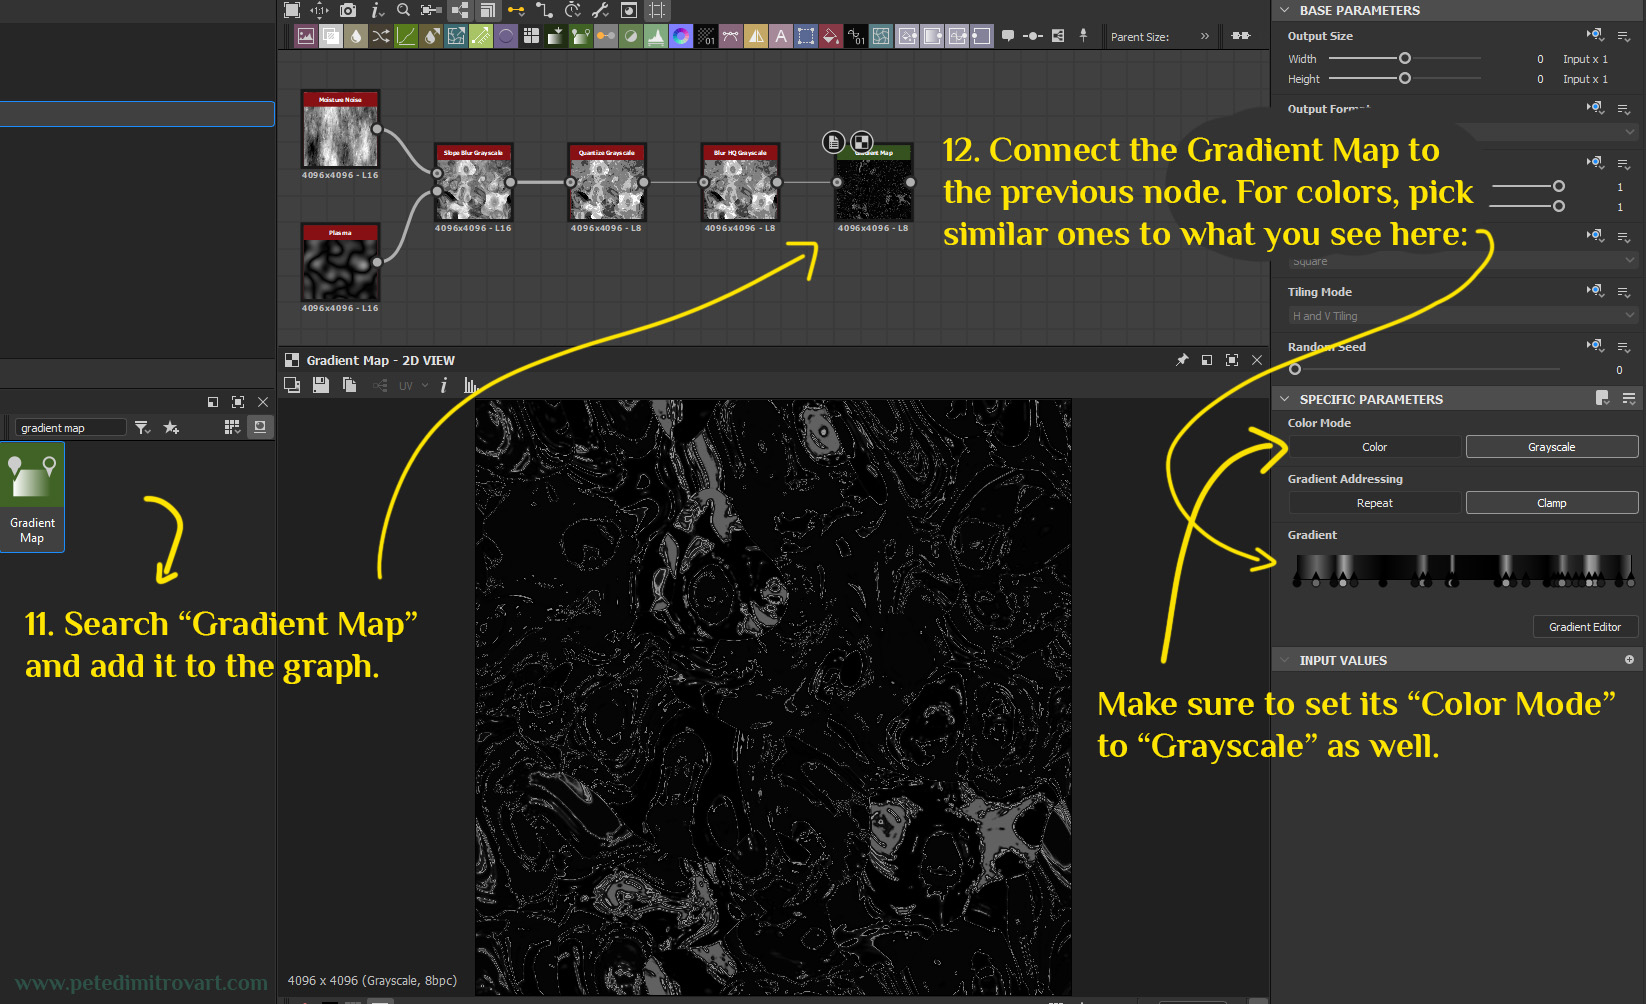 BASE PARAMETERS
Output Size
Width 0 Input x 1
Height 0 Input x 1
Parent Size:
Output Format
1
1
Square
Tiling Mode
H and V Tiling
Random Seed
0
SPECIFIC PARAMETERS
Color Mode
Color Grayscale
Gradient Addressing
Repeat Clamp
Gradient
Gradient Editor
INPUT VALUES
Moisture Noise
4096x4096 - L16
Plasma
4096x4096 - L16
Slope Blur Grayscale
4096x4096 - L16
Quantize Grayscale
4096x4096 - L8
Blur HQ Grayscale
4096x4096 - L8
Gradient Map
4096x4096 - L8
12. Connect the Gradient Map to
the previous node. For colors, pick
similar ones to what you see here:
Gradient Map - 2D VIEW
UV
gradient map
Gradient
Map
11. Search “Gradient Map”
and add it to the graph.
Make sure to set its “Color Mode”
to “Grayscale” as well.
4096 x 4096 (Grayscale, 8bpc)
www.petedimitrovart.com